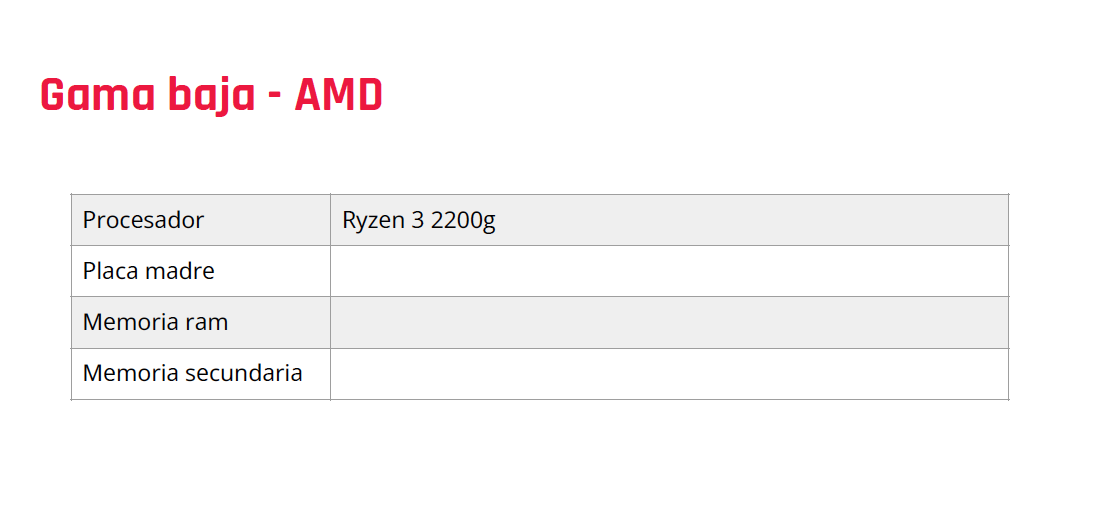 Gama baja - AMD
Procesador Ryzen 3 2200g
Placa madre
Memoria ram
Memoria secundaria